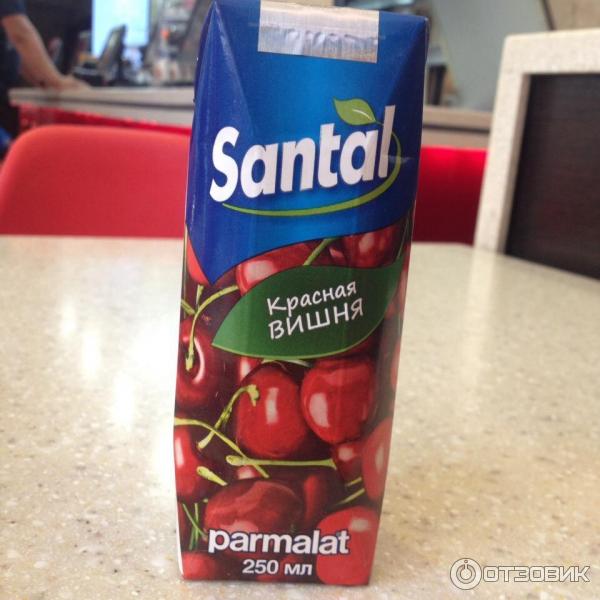 Santal
Красная
ВИШНЯ
parmalat
250 мл
ОТЗОВИК